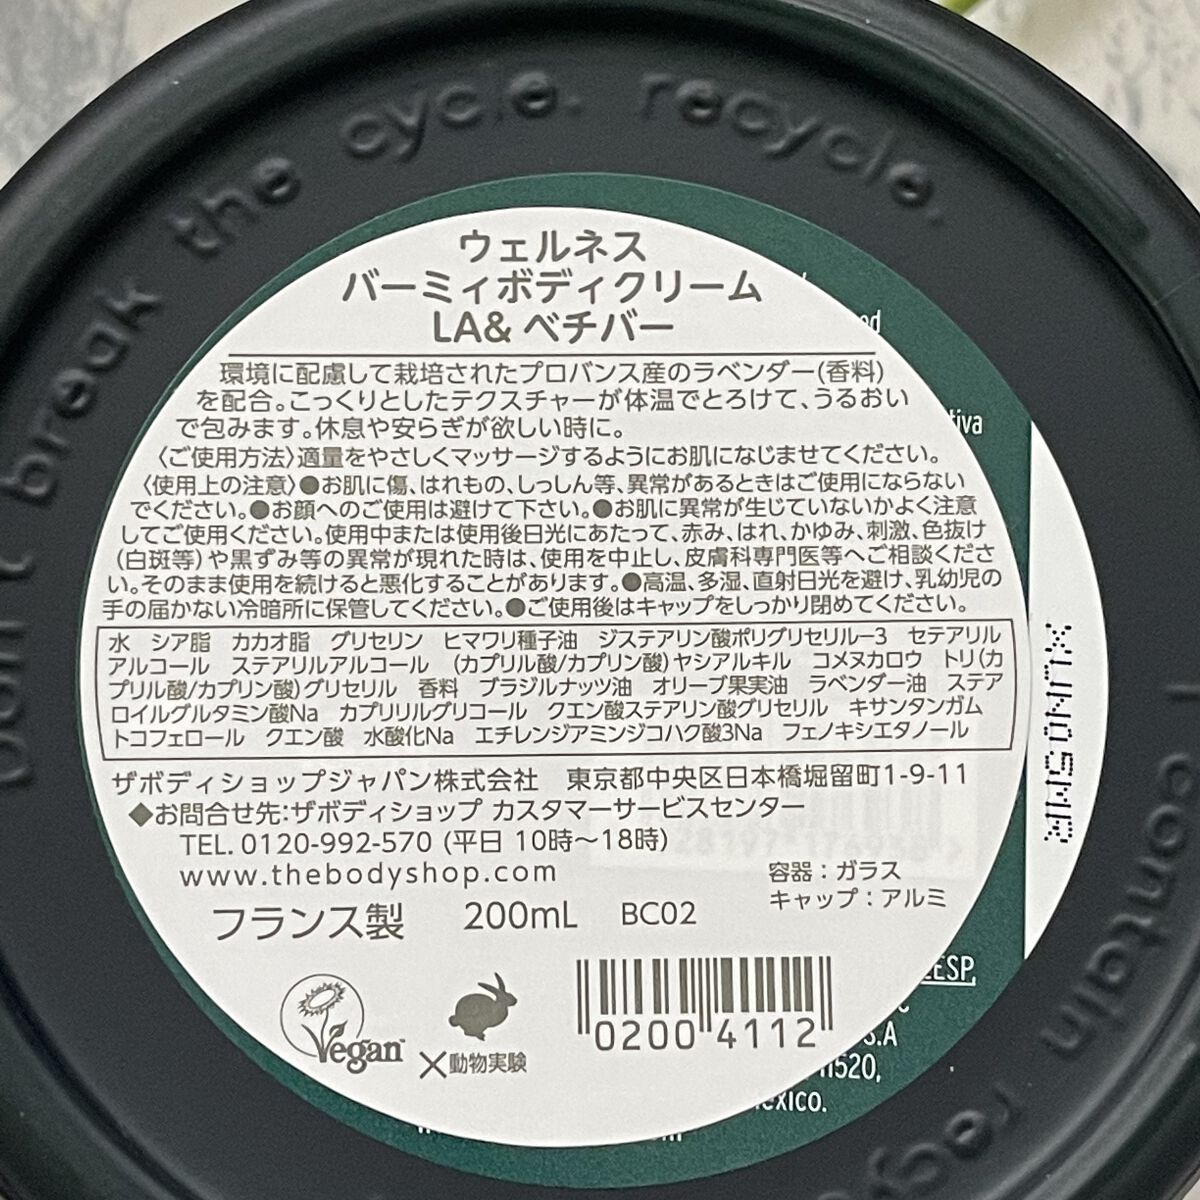 don't break the cycle. recycle.
ウェルネス
バーミィボディクリーム
LA& ベチバー
環境に配慮して栽培されたプロバンス産のラベンダー(香料)
を配合。こっくりとしたテクスチャーが体温でとろけて、うるおい
で包みます。休息や安らぎが欲しい時に。
〈ご使用方法〉適量をやさしくマッサージするようにお肌になじませてください。
〈使用上の注意〉●お肌に傷、はれもの、しっしん等、異常があるときはご使用にならない
でください。●お顔へのご使用は避けて下さい。●お肌に異常が生じていないかよく注意
してご使用ください。使用中または使用後日光にあたって、赤み、はれ、かゆみ、刺激、色抜け
(白斑等)や黒ずみ等の異常が現れた時は、使用を中止し、皮膚科専門医等へご相談くださ
い。そのまま使用を続けると悪化することがあります。●高温、多湿、直射日光を避け、乳幼児の
手の届かない冷暗所に保管してください。●ご使用後はキャップをしっかり閉めてください。
水 シア脂 カカオ脂 グリセリン ヒマワリ種子油 ジステアリン酸ポリグリセリル-3 セテアリル
アルコール ステアリルアルコール (カプリル酸/カプリン酸)ヤシアルキル コメヌカロウ トリ(カ
プリル酸/カプリン酸)グリセリル 香料 ブラジルナッツ油 オリーブ果実油 ラベンダー油 ステア
ロイルグルタミン酸Na カプリリルグリコール クエン酸ステアリン酸グリセリル キサンタンガム
トコフェロール クエン酸 水酸化Na エチレンジアミンジコハク酸3Na フェノキシエタノール
ザボディショップジャパン株式会社 東京都中央区日本橋堀留町1-9-11
◆お問合せ先:ザボディショップ カスタマーサービスセンター
TEL. 0120-992-570 (平日 10時〜18時)
www.thebodyshop.com
容器:ガラス
キャップ:アルミ
フランス製 200mL BC02
Vegan
×動物実験
0200 4112
tiva
EESP,
S.A
11520,
exico.
I contain